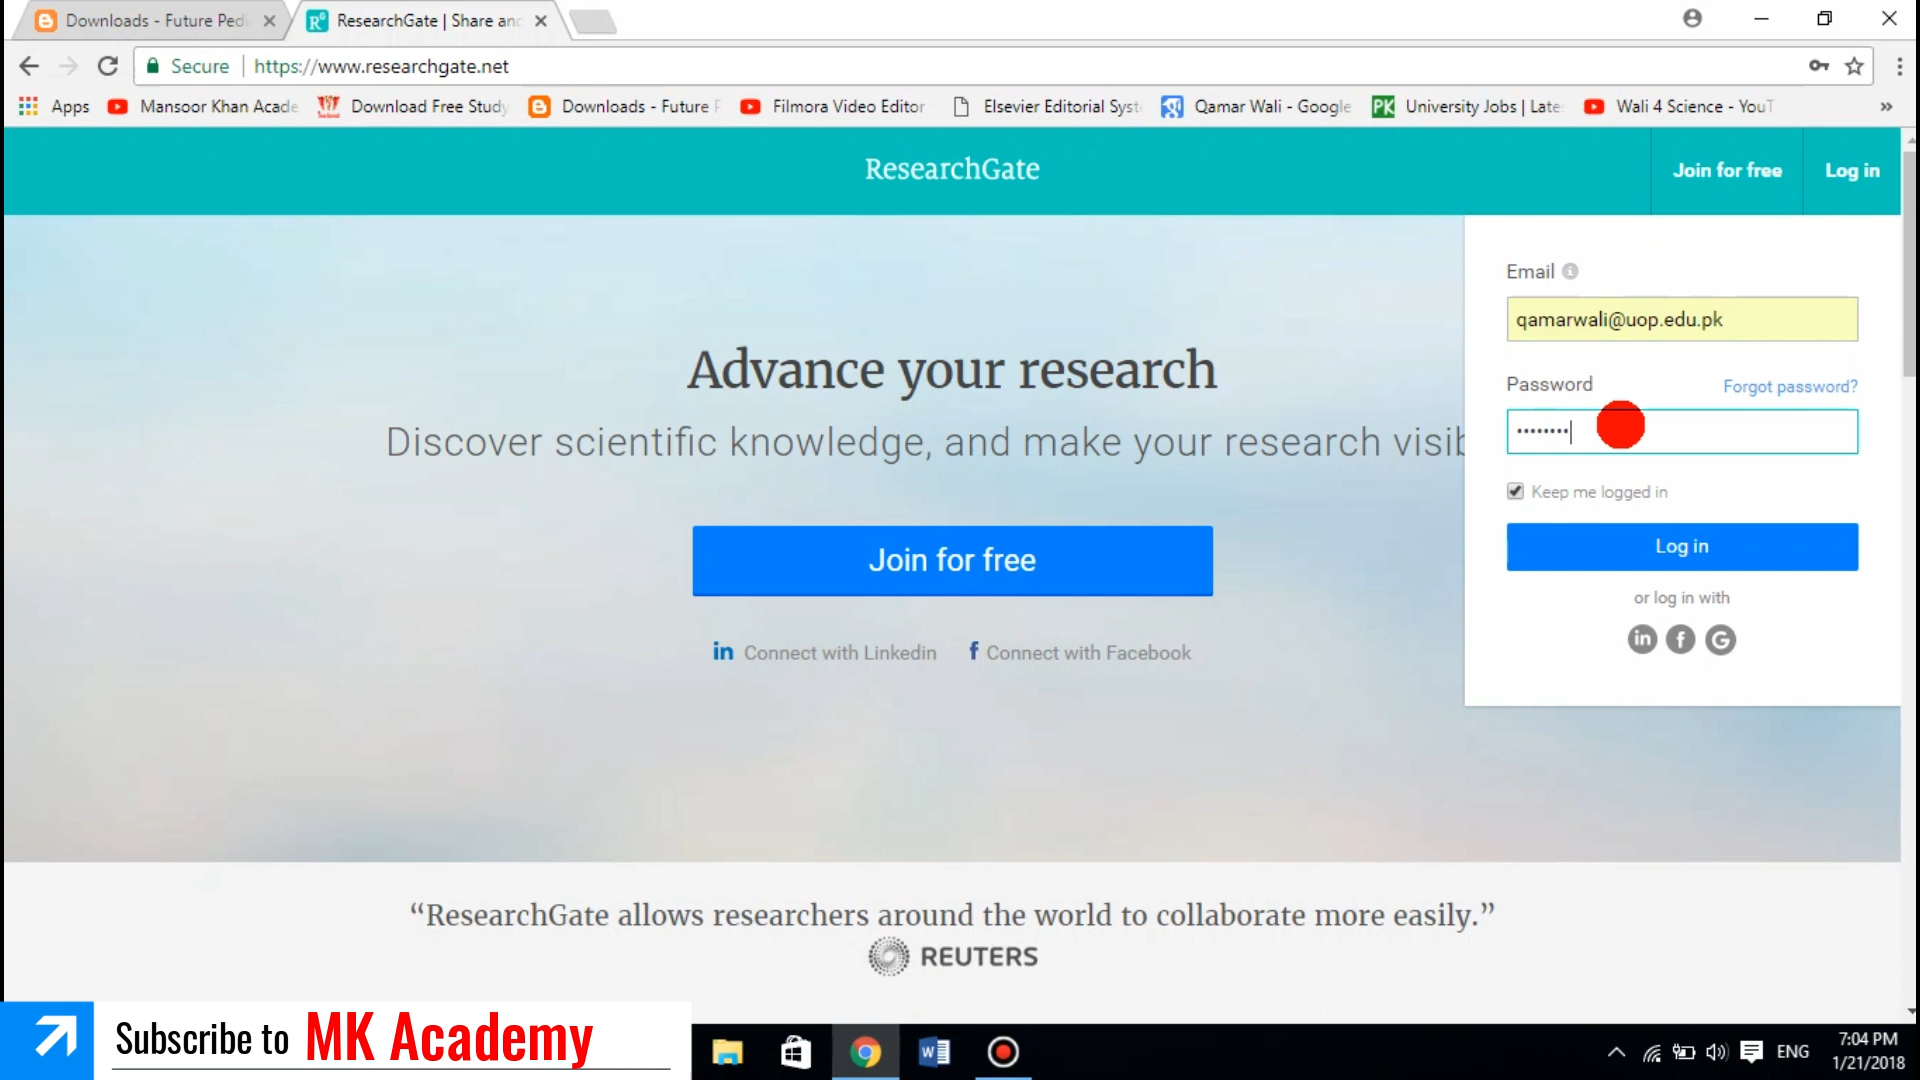 Downloads - Future Pedi
ResearchGate | Share and
Secure
https://www.researchgate.net
Apps
Mansoor Khan Acade
Download Free Study
Downloads - Future F
Filmora Video Editor
Elsevier Editorial Syst
Qamar Wali - Google
PK
University Jobs | Late
Wali 4 Science - YouT
»
ResearchGate
Join for free
Log in
Email
qamarwali@uop.edu.pk
Password
Forgot password?
••••••••
Keep me logged in
Log in
or log in with
Advance your research
Discover scientific knowledge, and make your research visib
Join for free
in Connect with Linkedin
f Connect with Facebook
“ResearchGate allows researchers around the world to collaborate more easily.”
REUTERS
Subscribe to MK Academy
ENG
7:04 PM
1/21/2018